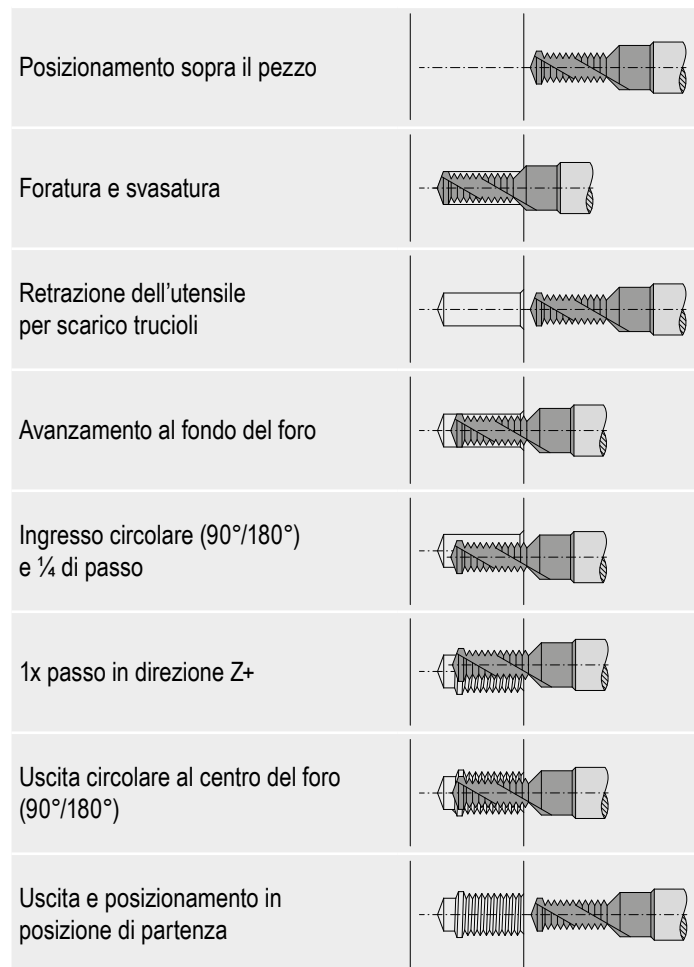 Posizionamento sopra il pezzo
Foratura e svasatura
Retrazione dell’utensile
per scarico trucioli
Avanzamento al fondo del foro
Ingresso circolare (90°/180°)
e ¼ di passo
1x passo in direzione Z+
Uscita circolare al centro del foro
(90°/180°)
Uscita e posizionamento in
posizione di partenza